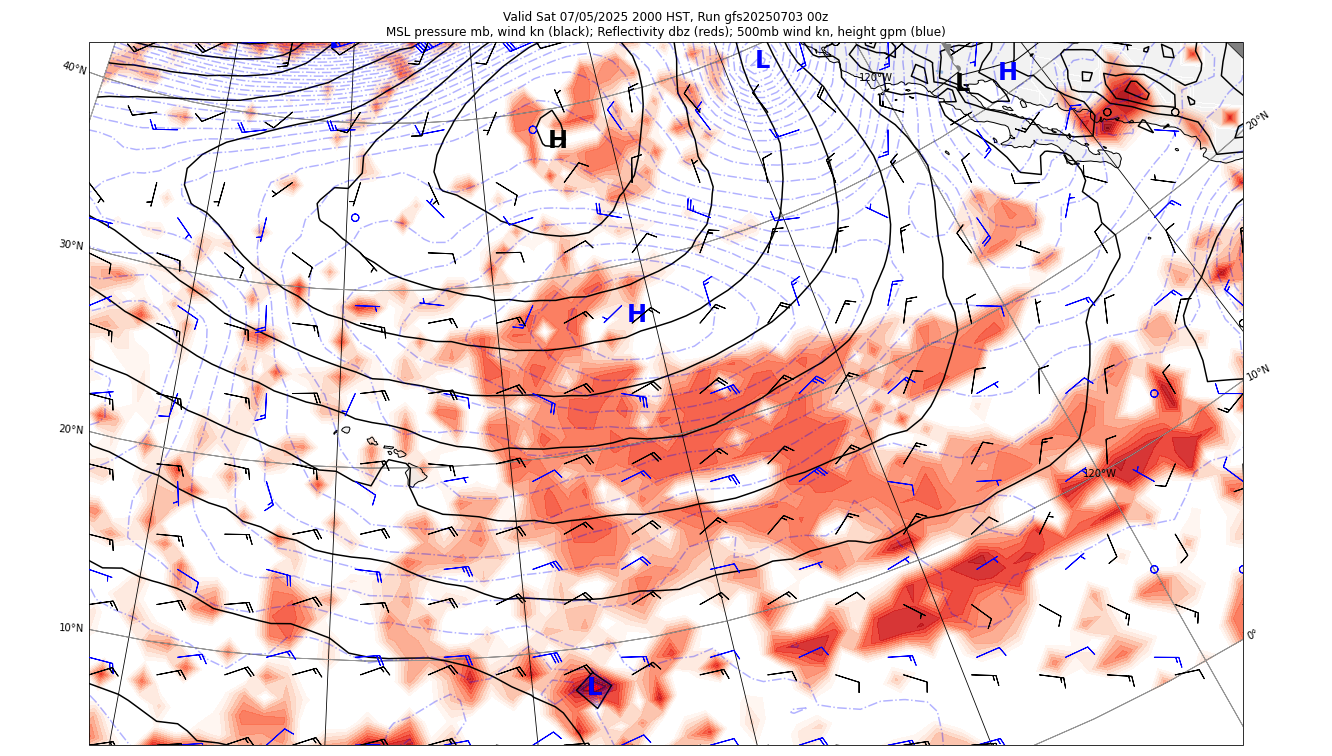 Valid Sat 07/05/2025 2000 HST, Run gfs20250703 00z
MSL pressure mb, wind kn (black); Reflectivity dbz (reds); 500mb wind kn, height gpm (blue)
L
H
40°N
120°W
L
20°N
H
30°N
H
10°N
20°N
120°W
10°N
0°
L